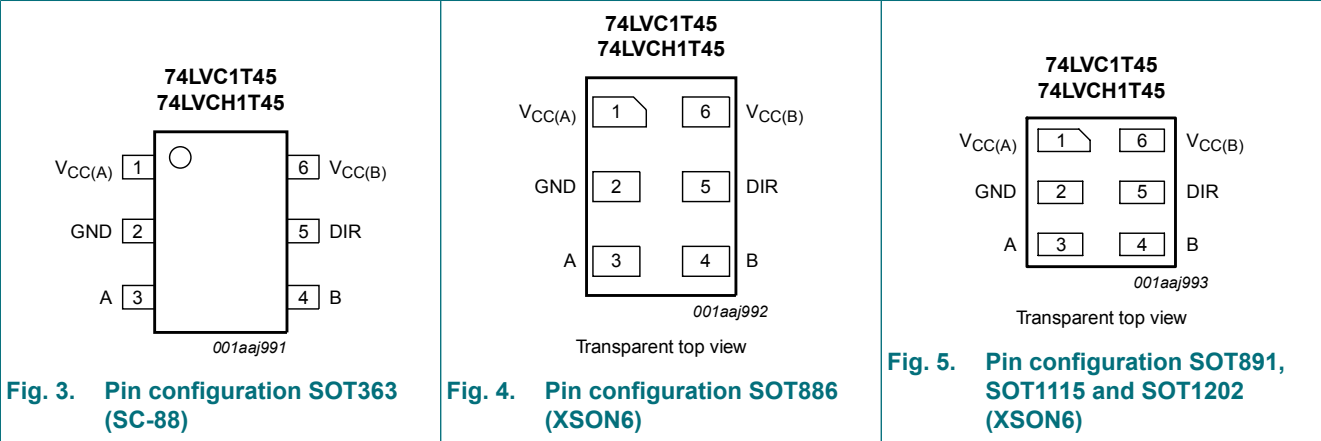 74LVC1T45
74LVCH1T45
VCC(A) 1 6 VCC(B)
GND 2 5 DIR
A 3 4 B
001aaj991
Fig. 3. Pin configuration SOT363
(SC-88)
74LVC1T45
74LVCH1T45
VCC(A) 1 6 VCC(B)
GND 2 5 DIR
A 3 4 B
001aaj992
Transparent top view
Fig. 4. Pin configuration SOT886
(XSON6)
74LVC1T45
74LVCH1T45
VCC(A) 1 6 VCC(B)
GND 2 5 DIR
A 3 4 B
001aaj993
Transparent top view
Fig. 5. Pin configuration SOT891,
SOT1115 and SOT1202
(XSON6)